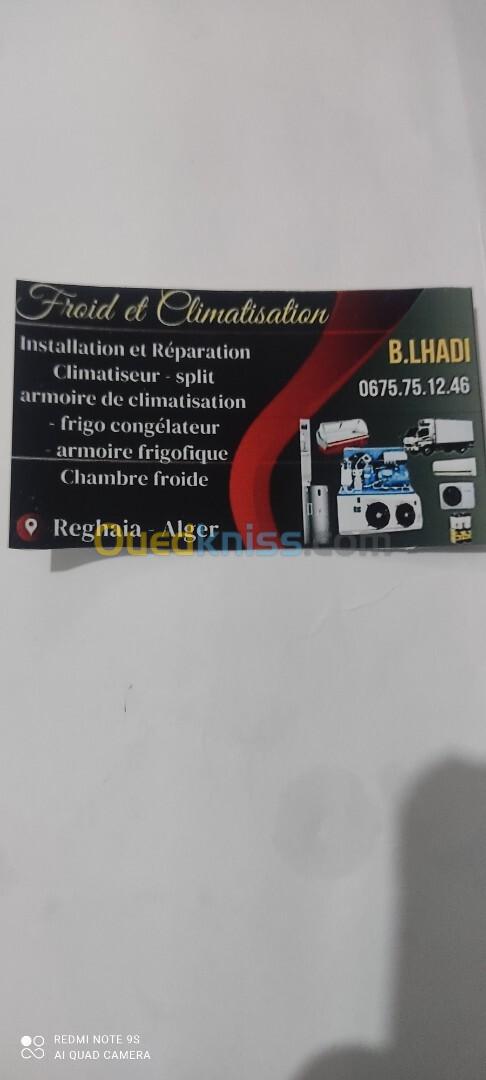 Froid et Climatisation
Installation et Réparation
Climatiseur - split
armoire de climatisation
- frigo congélateur
- armoire frigofique
Chambre froide
Reghaia - Alger
B.LHADI
0675.75.12.46
Ouedkniss.com
REDMI NOTE 9S
AI QUAD CAMERA